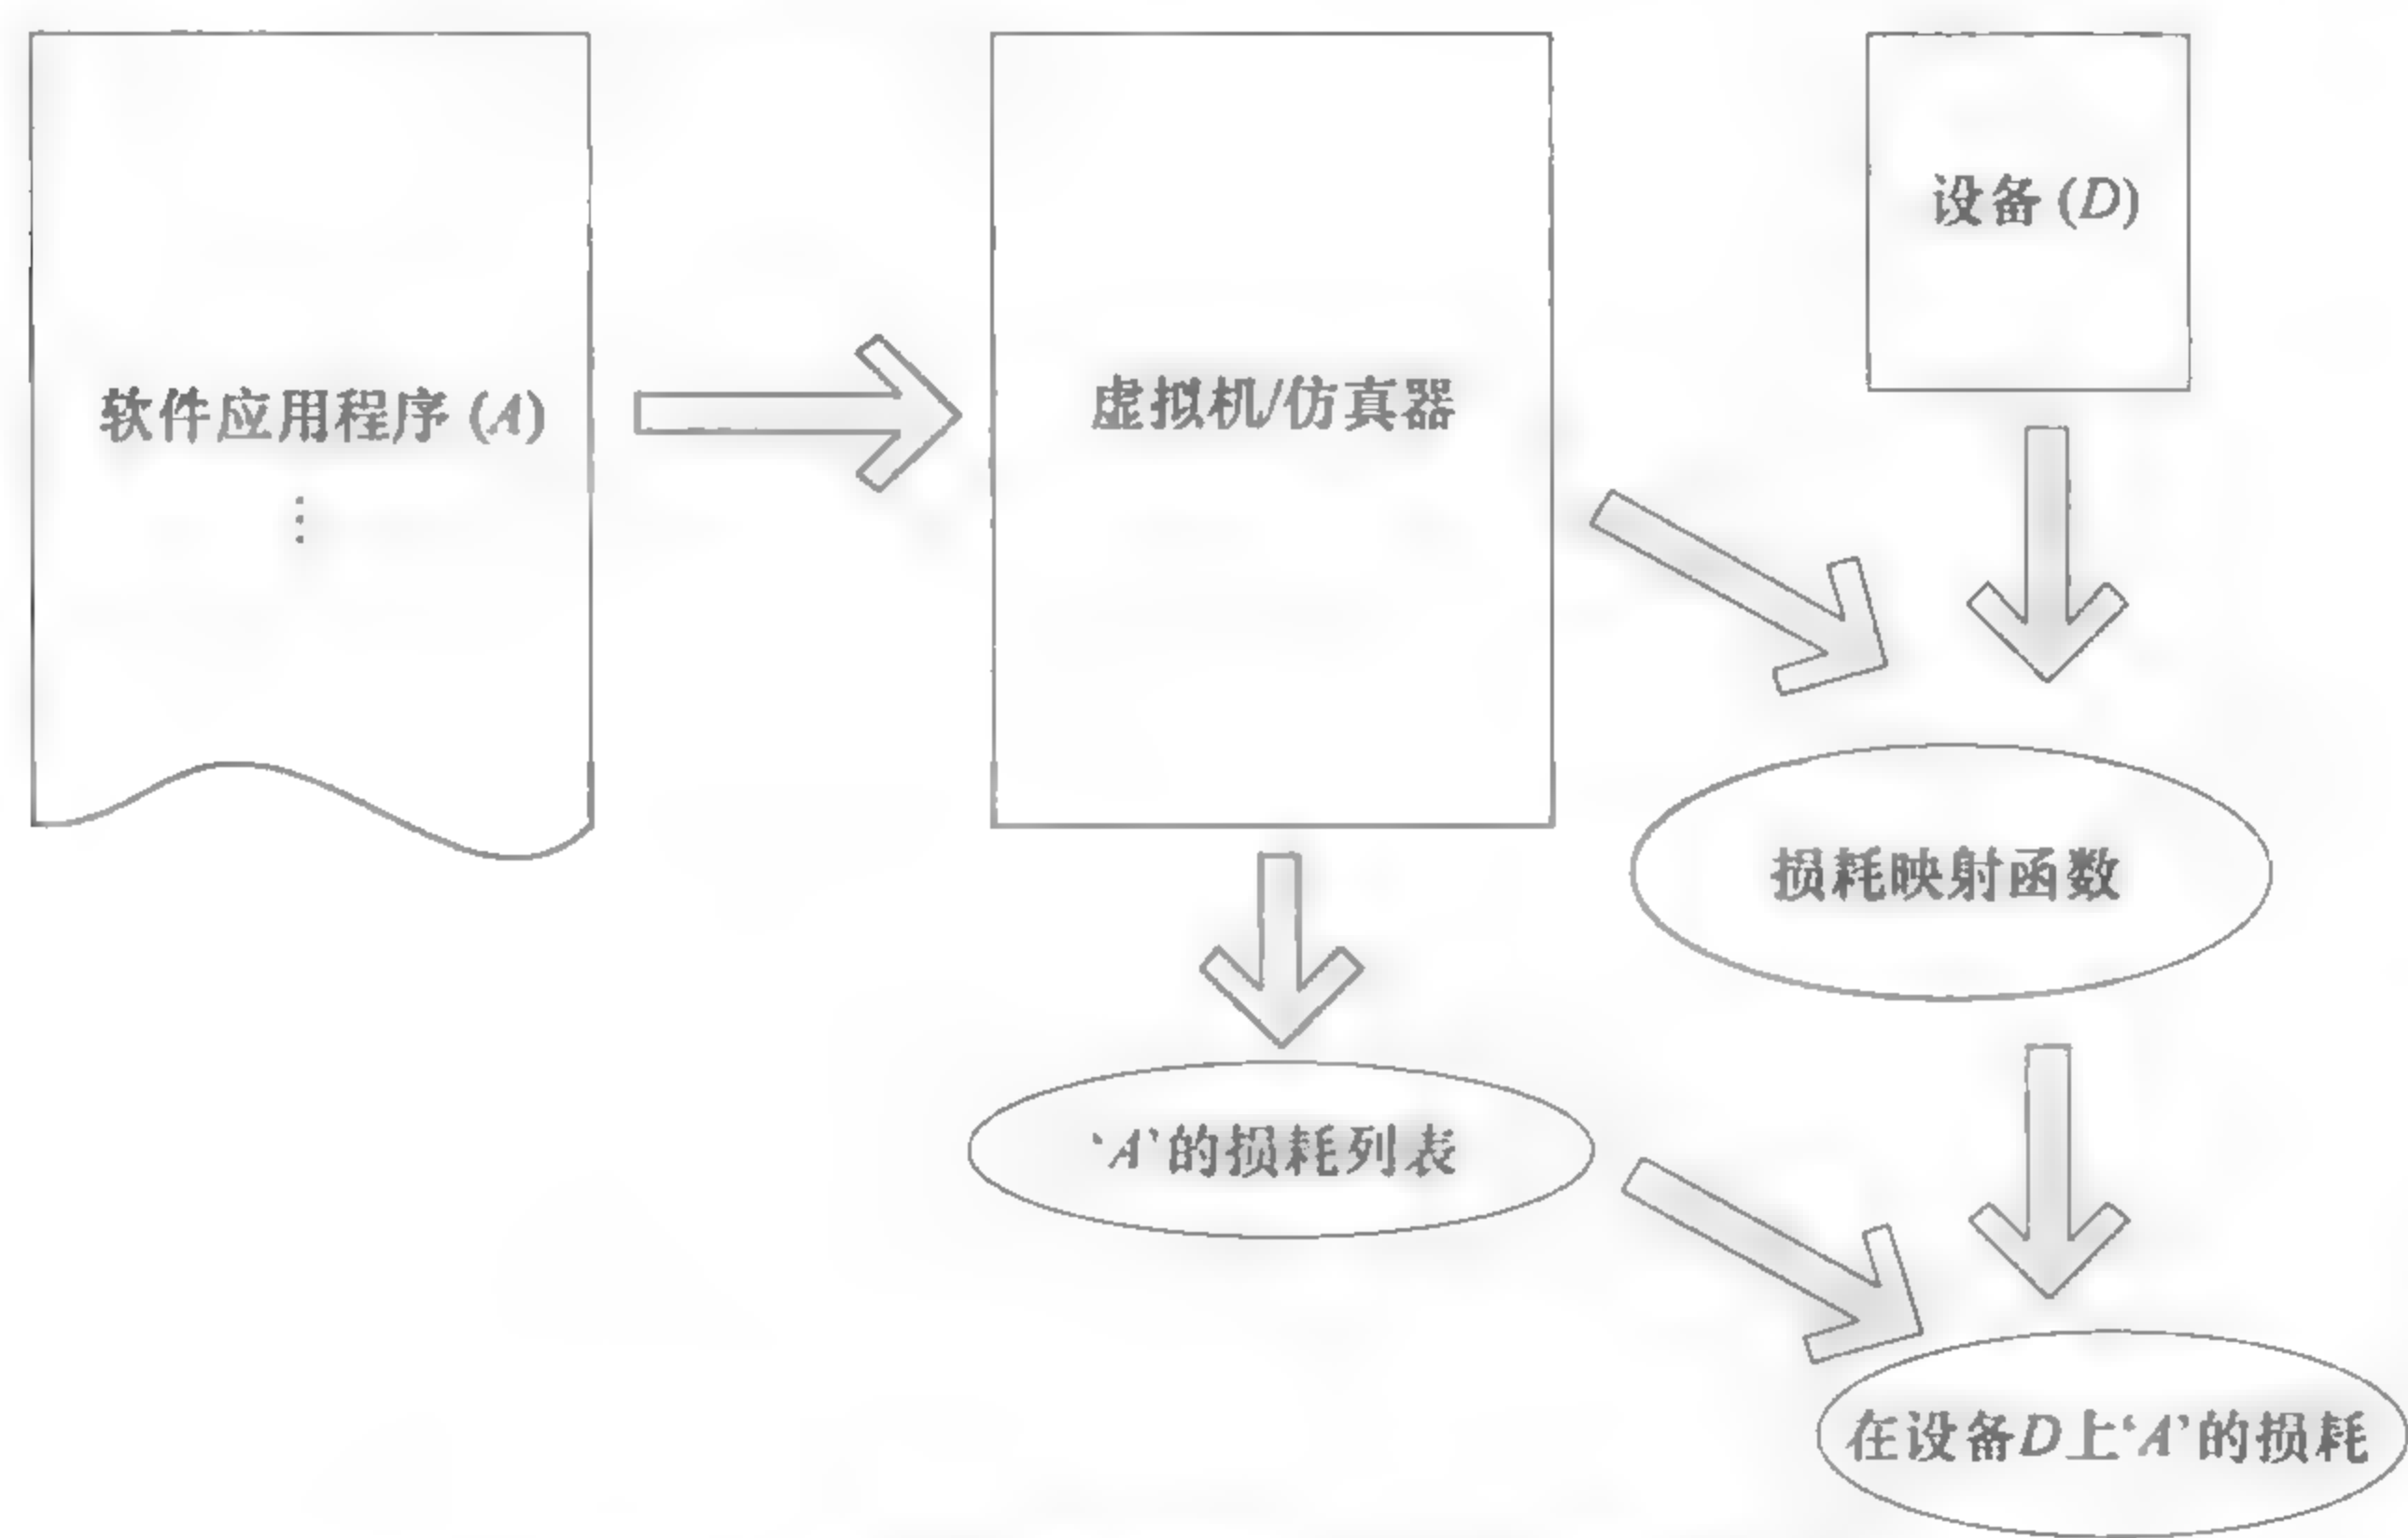 软件应用程序 (A)
⋮
虚拟机/仿真器
设备 (D)
损耗映射函数
‘A’的损耗列表
在设备D上‘A’的损耗